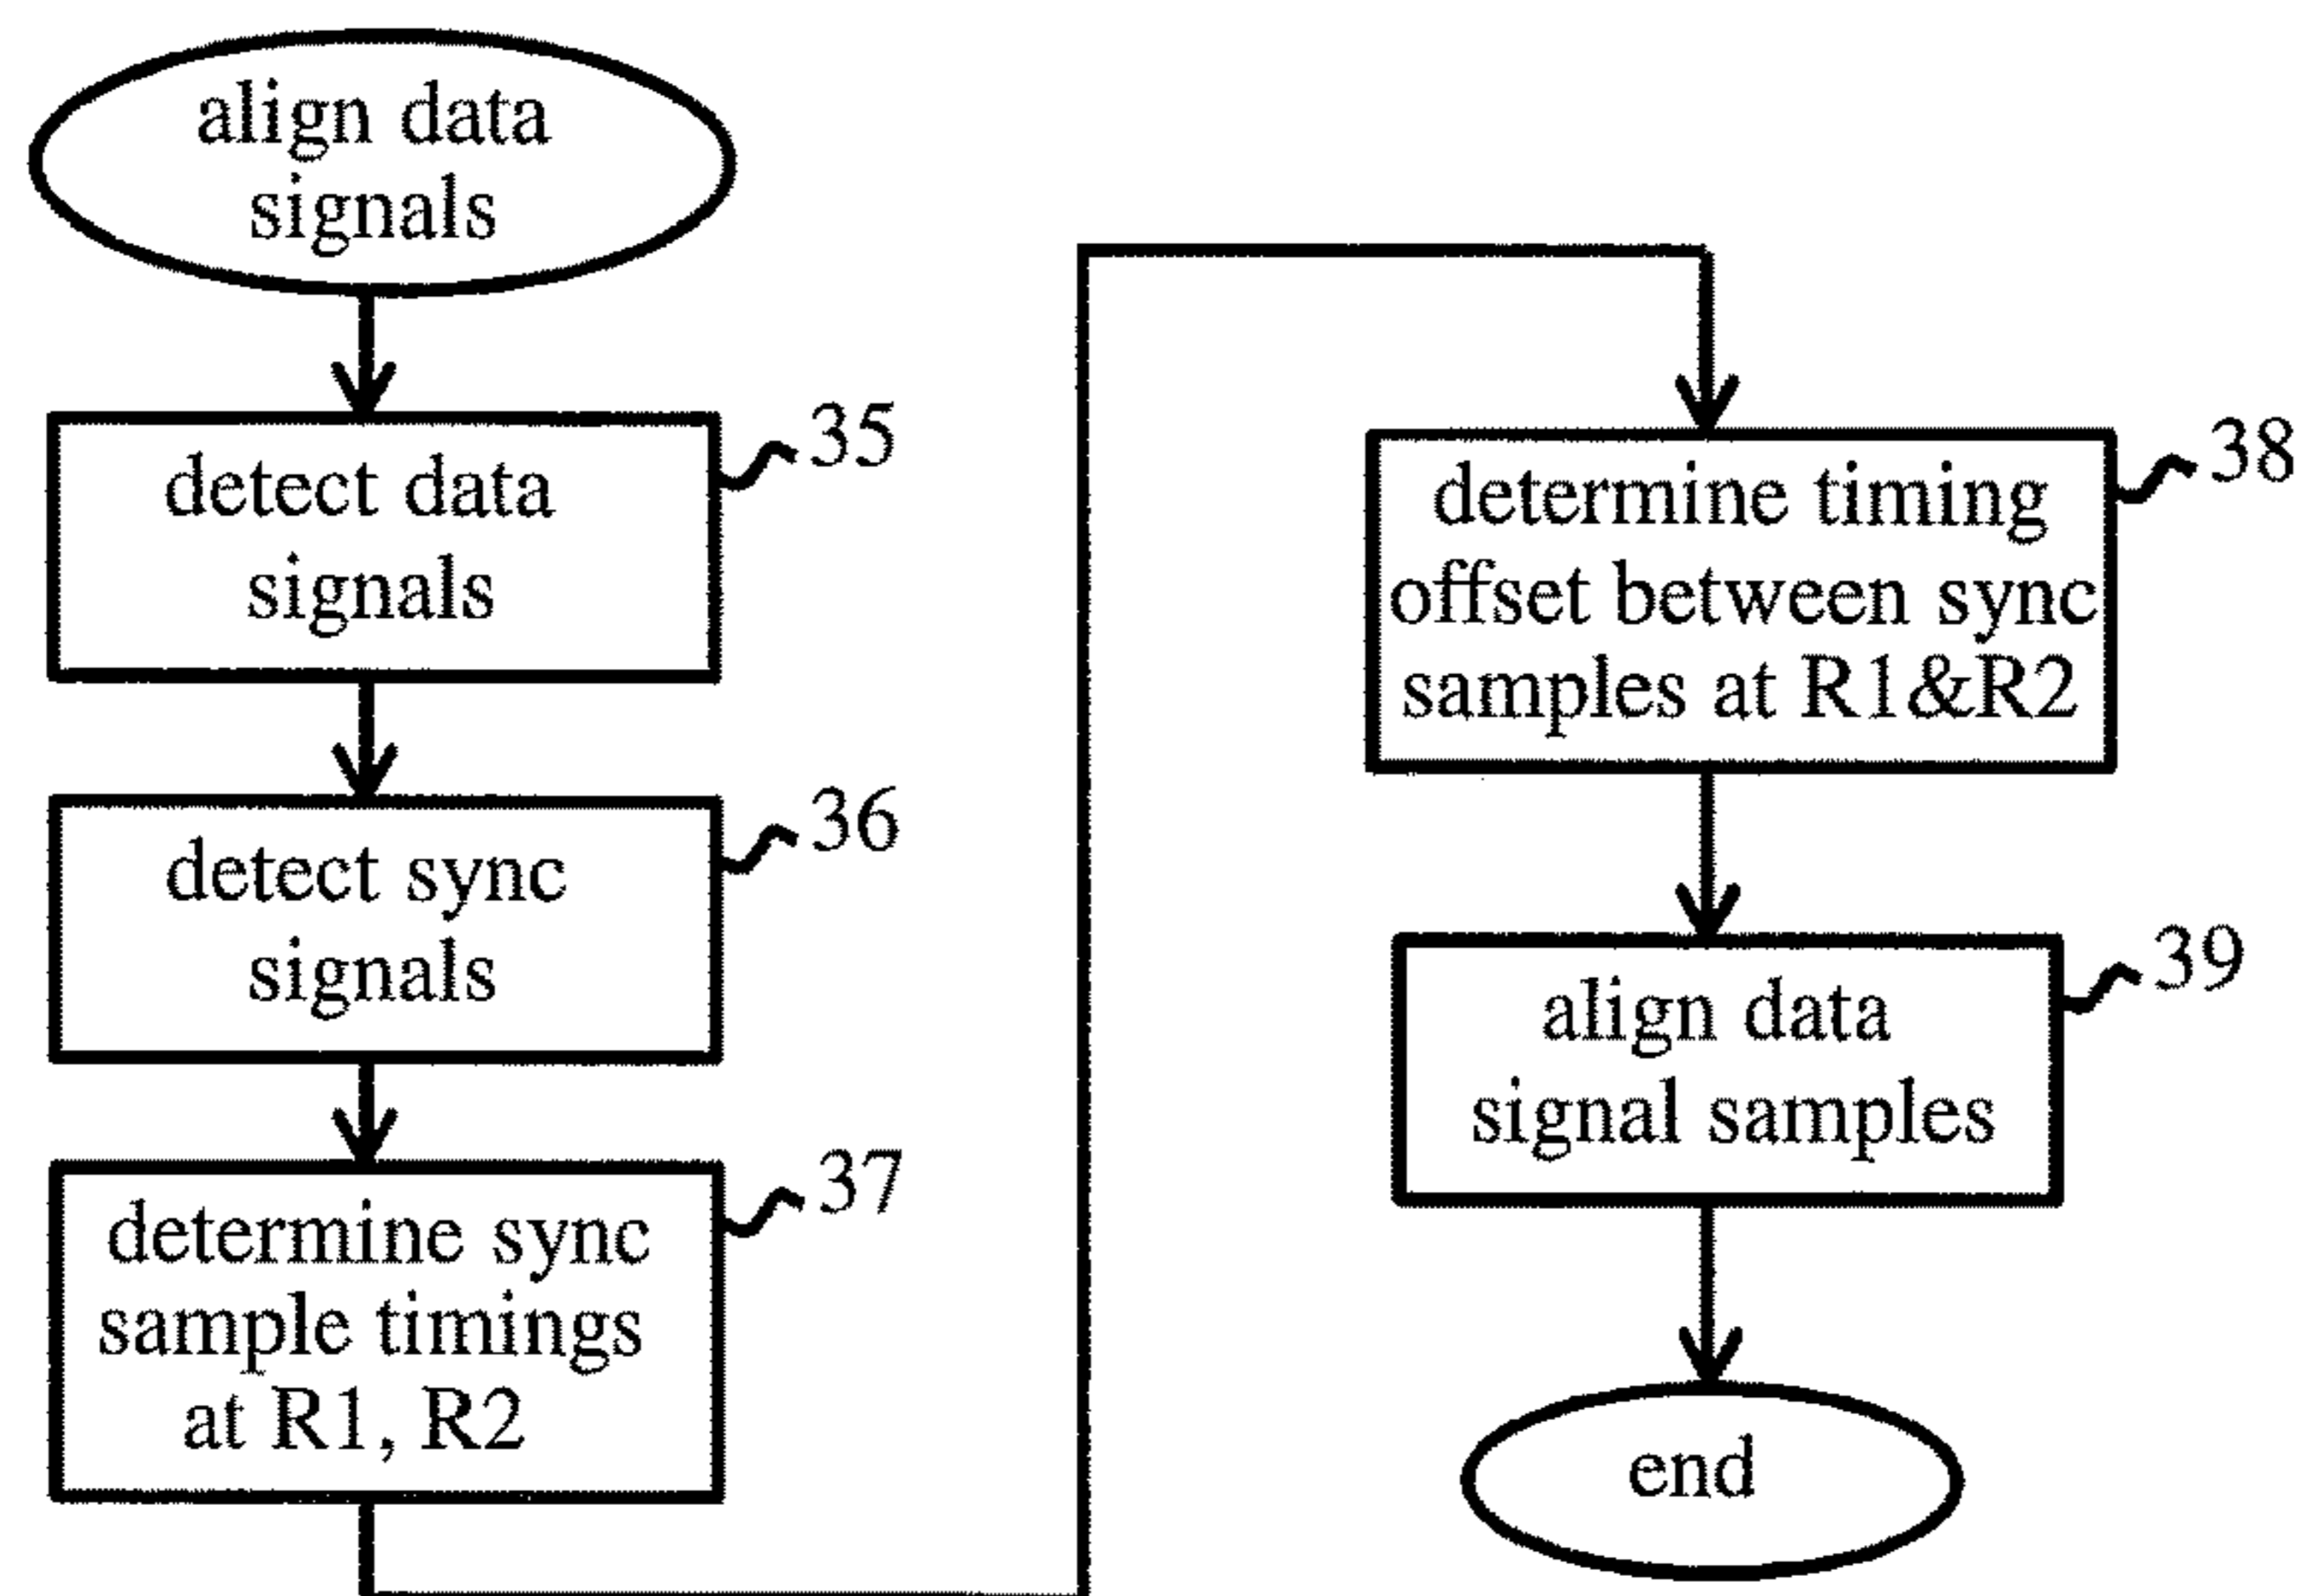 align data
signals
35
detect data
signals
36
detect sync
signals
37
determine sync
sample timings
at R1, R2
38
determine timing
offset between sync
samples at R1&R2
39
align data
signal samples
end